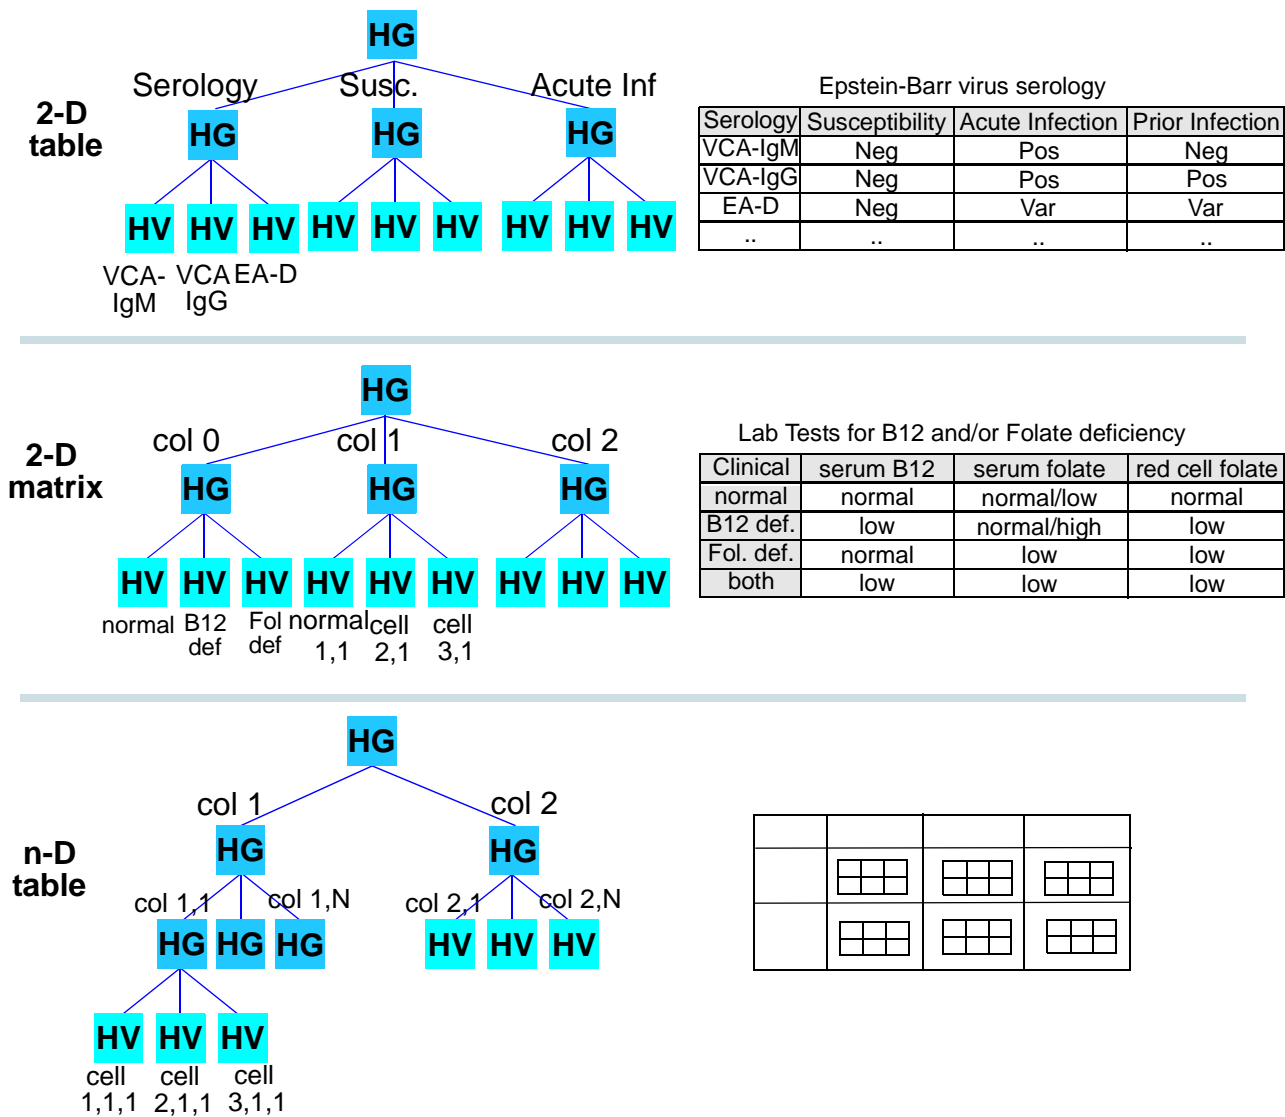 HG
Serology Susc. Acute Inf
2-D
table
HG HG HG
HV HV HV HV HV HV HV HV HV
VCA-
IgM
VCA
IgG
EA-D
Epstein-Barr virus serology
Serology Susceptibility Acute Infection Prior Infection
VCA-IgM Neg Pos Neg
VCA-IgG Neg Pos Pos
EA-D Neg Var Var
.. .. .. ..
HG
col 0 col 1 col 2
2-D
matrix
HG HG HG
HV HV HV HV HV HV HV HV HV
normal
B12
def
Fol
def
normal
1,1
cell
2,1
cell
3,1
Lab Tests for B12 and/or Folate deficiency
Clinical serum B12 serum folate red cell folate
normal normal normal/low normal
B12 def. low normal/high low
Fol. def. normal low low
both low low low
HG
col 1 col 2
n-D
table
HG HG
col 1,1 col 1,N col 2,1 col 2,N
HG HG HG HV HV HV
HV HV HV
cell
1,1,1
cell
2,1,1
cell
3,1,1